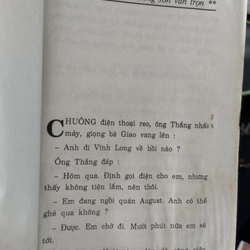 văn trọn **
CHUÔNG điện thoại reo, ông Thắng nhấc
máy, giọng bà Giao vang lên :
– Anh đi Vĩnh Long về hồi nào ?
Ông Thắng đáp :
– Hôm qua. Định gọi điện cho em, nhưng
thấy không tiện lắm, nên thôi.
– Em đang ngồi quán August. Anh có thể
ghé qua không ?
– Được. Em chờ đi. Mười phút nữa em sẽ
tới.